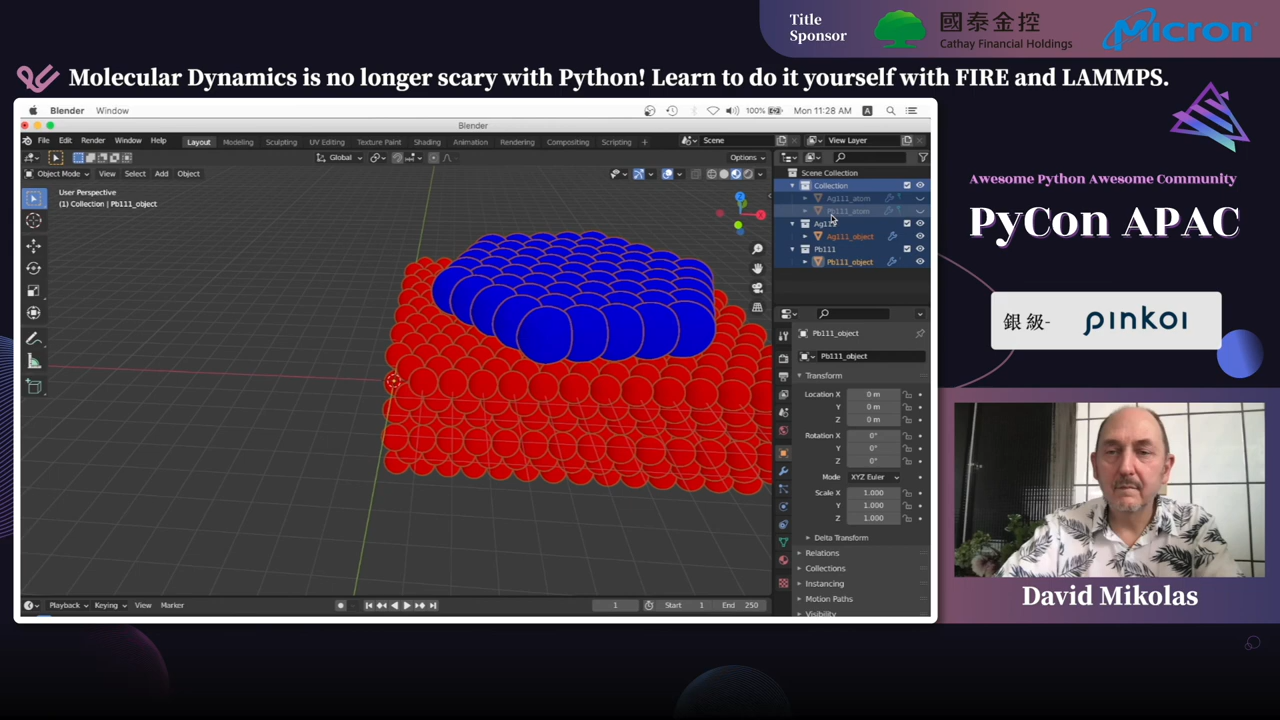 Title
Sponsor
國泰金控
Cathay Financial Holdings
Micron
Molecular Dynamics is no longer scary with Python! Learn to do it yourself with FIRE and LAMMPS.
Blender Window
100%
Mon 11:28 AM
A
Blender
File Edit Render Window Help
Layout Modeling Sculpting UV Editing Texture Paint Shading Animation Rendering Compositing Scripting +
Scene
View Layer
Global
Options
Object Mode View Select Add Object
User Perspective
(1) Collection | Pb111_object
Scene Collection
Collection
Ag111_atom
Pb111_atom
Ag111
Ag111_object
Pb111
Pb111_object
Pb111_object
Pb111_object
Transform
Location X 0 m
Y 0 m
Z 0 m
Rotation X 0°
Y 0°
Z 0°
Mode XYZ Euler
Scale X 1.000
Y 1.000
Z 1.000
Delta Transform
Relations
Collections
Instancing
Motion Paths
Visibility
Playback Keying View Marker
1
Start 1
End 250
Awesome Python Awesome Community
PyCon APAC
銀級-
pinkoi
David Mikolas